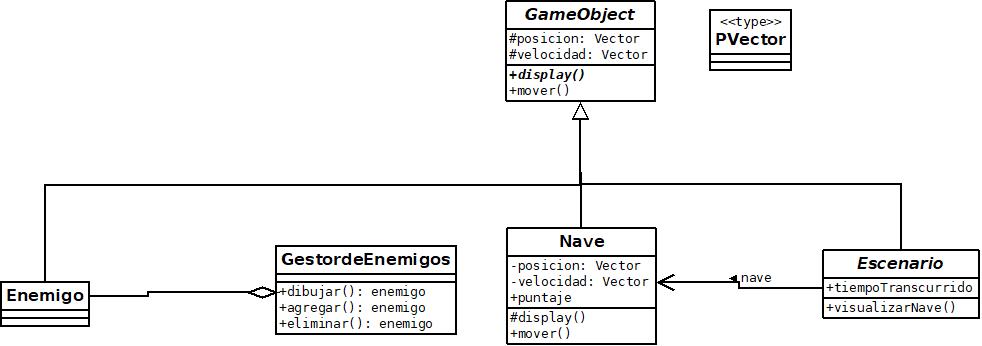 GameObject
#posicion: Vector
#velocidad: Vector
+display()
+mover()
<<type>>
PVector
Enemigo
GestordeEnemigos
+dibujar(): enemigo
+agregar(): enemigo
+eliminar(): enemigo
Nave
-posicion: Vector
-velocidad: Vector
+puntaje
#display()
+mover()
nave
Escenario
+tiempoTranscurrido
+visualizarNave()